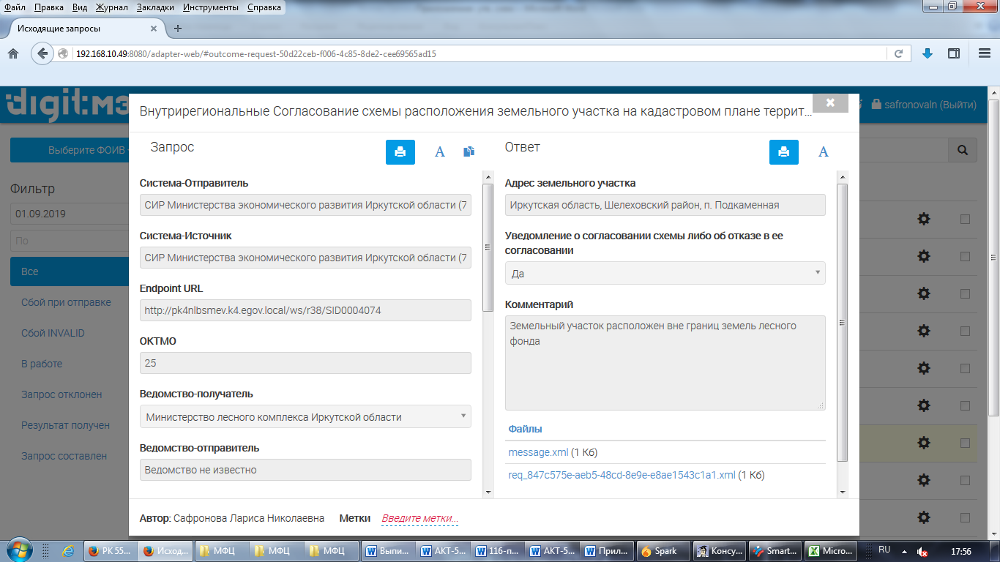 Файл Правка Вид Журнал Закладки Инструменты Справка
Исходящие запросы
192.168.10.49:8080/adapter-web/#outcome-request-50d22ceb-f006-4c85-8de2-cee69565ad15
digit:мэ
safronovaln (Выйти)
Внутрирегиональные Согласование схемы расположения земельного участка на кадастровом плане террит...
Выберите ФОИВ
Фильтр
01.09.2019
По
Все
Сбой при отправке
Сбой INVALID
В работе
Запрос отклонен
Результат получен
Запрос составлен
Запрос
Система-Отправитель
СИР Министерства экономического развития Иркутской области (7
Система-Источник
СИР Министерства экономического развития Иркутской области (7
Endpoint URL
http://pk4nlbsmev.k4.egov.local/ws/r38/SID0004074
ОКТМО
25
Ведомство-получатель
Министерство лесного комплекса Иркутской области
Ведомство-отправитель
Ведомство не известно
Ответ
Адрес земельного участка
Иркутская область, Шелеховский район, п. Подкаменная
Уведомление о согласовании схемы либо об отказе в ее
согласовании
Да
Комментарий
Земельный участок расположен вне границ земель лесного
фонда
Файлы
message.xml (1 Кб)
req_847c575e-aeb5-48cd-8e9e-e8ae1543c1a1.xml (1 Кб)
Автор: Сафронова Лариса Николаевна Метки Введите метки...
РК 55... Исход... МФЦ МФЦ МФЦ Выпи... АКТ-5... 116-п... АКТ-5... Прил... Spark Консу... Smart... Micro... RU 17:56